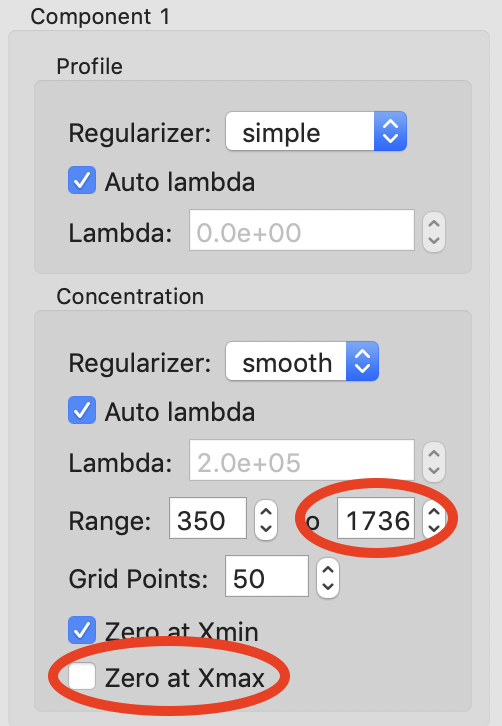 Component 1
Profile
Regularizer: simple
Auto lambda
Lambda: 0.0e+00
Concentration
Regularizer: smooth
Auto lambda
Lambda: 2.0e+05
Range: 350 o 1736
Grid Points: 50
Zero at Xmin
Zero at Xmax